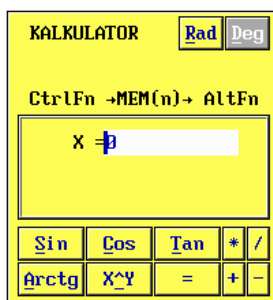 KALKULATOR Rad Deg
CtrlFn →MEM(n)→ AltFn
X =0
Sin Cos Tan * /
Arctg X^Y = + -